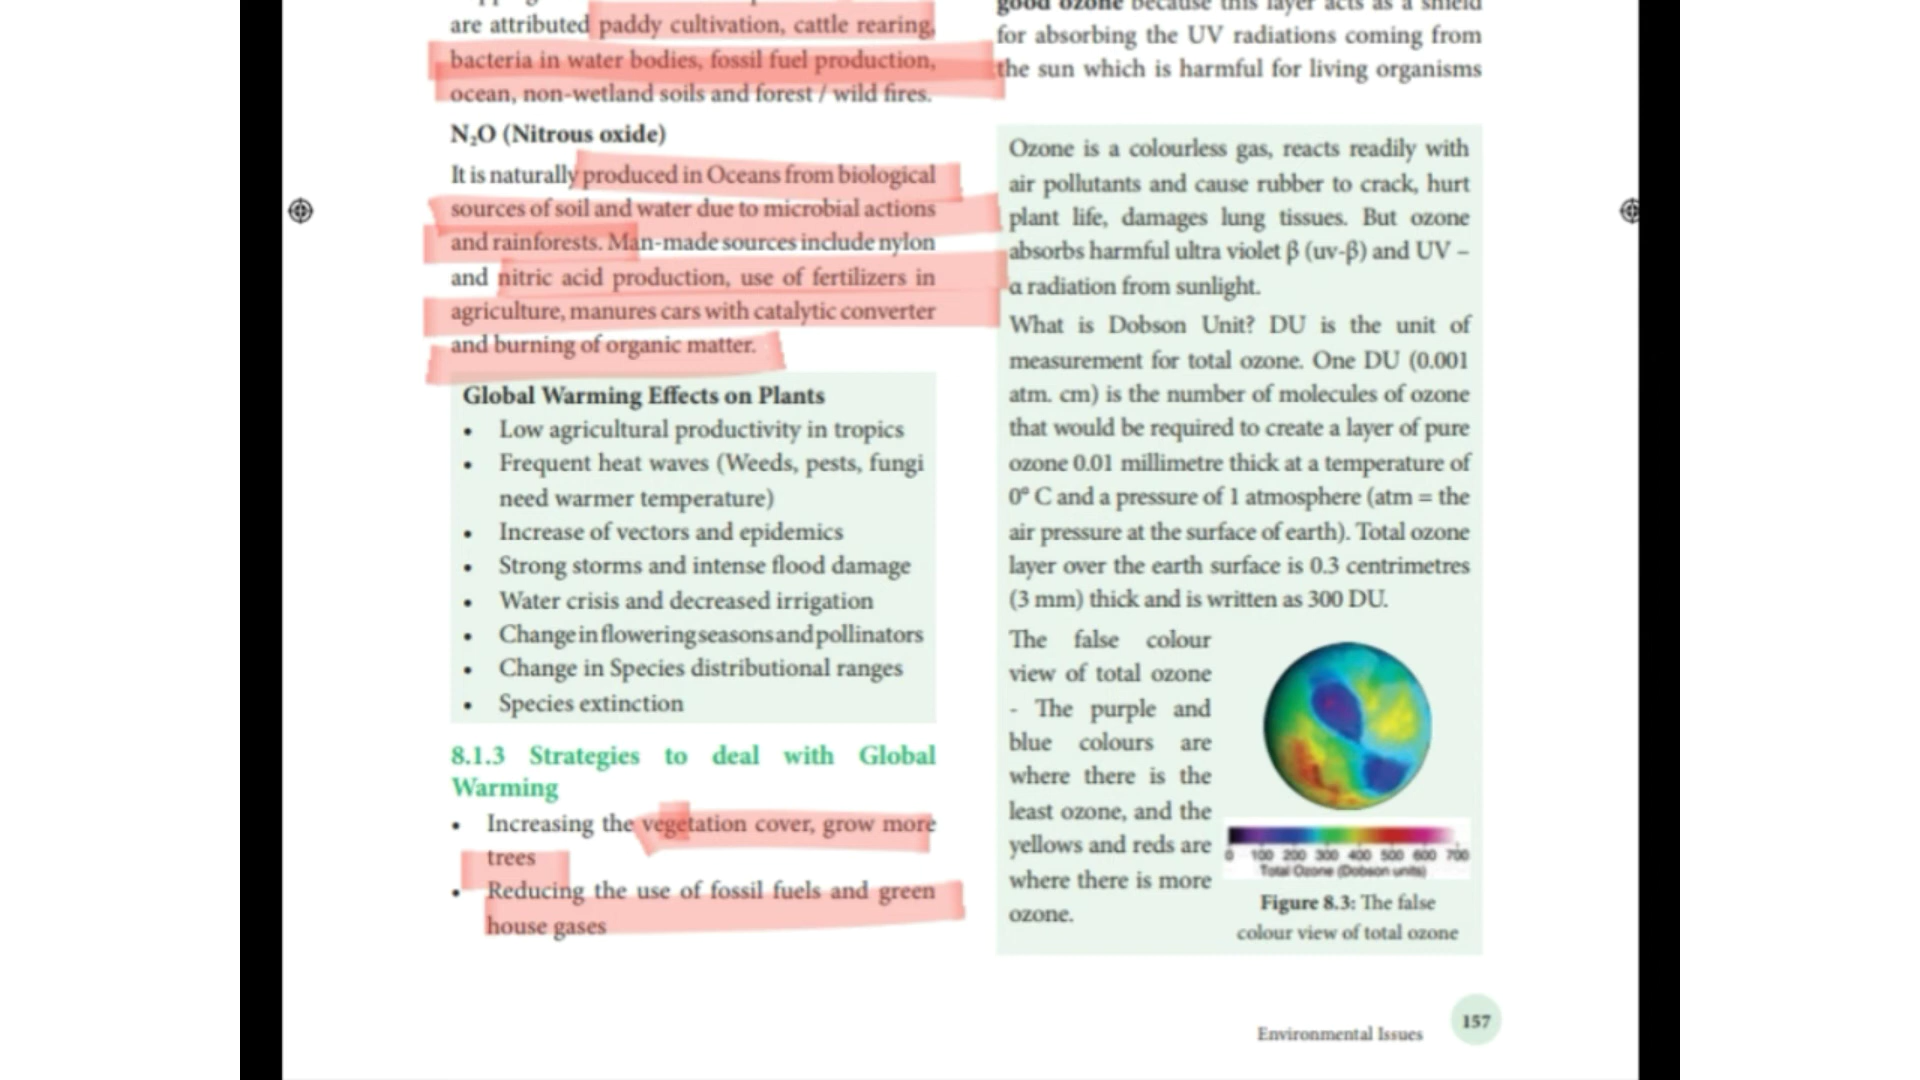 are attributed paddy cultivation, cattle rearing,
bacteria in water bodies, fossil fuel production,
ocean, non-wetland soils and forest / wild fires.
N₂O (Nitrous oxide)
It is naturally produced in Oceans from biological
sources of soil and water due to microbial actions
and rainforests. Man-made sources include nylon
and nitric acid production, use of fertilizers in
agriculture, manures cars with catalytic converter
and burning of organic matter.
Global Warming Effects on Plants
• Low agricultural productivity in tropics
• Frequent heat waves (Weeds, pests, fungi
need warmer temperature)
• Increase of vectors and epidemics
• Strong storms and intense flood damage
• Water crisis and decreased irrigation
• Change in flowering seasons and pollinators
• Change in Species distributional ranges
• Species extinction
8.1.3 Strategies to deal with Global
Warming
• Increasing the vegetation cover, grow more
trees
• Reducing the use of fossil fuels and green
house gases
good ozone because this layer acts as a shield
for absorbing the UV radiations coming from
the sun which is harmful for living organisms
Ozone is a colourless gas, reacts readily with
air pollutants and cause rubber to crack, hurt
plant life, damages lung tissues. But ozone
absorbs harmful ultra violet β (uv-β) and UV –
α radiation from sunlight.
What is Dobson Unit? DU is the unit of
measurement for total ozone. One DU (0.001
atm. cm) is the number of molecules of ozone
that would be required to create a layer of pure
ozone 0.01 millimetre thick at a temperature of
0° C and a pressure of 1 atmosphere (atm = the
air pressure at the surface of earth). Total ozone
layer over the earth surface is 0.3 centrimetres
(3 mm) thick and is written as 300 DU.
The false colour
view of total ozone
- The purple and
blue colours are
where there is the
least ozone, and the
yellows and reds are
where there is more
ozone.
0 100 200 300 400 500 600 700
Total Ozone (Dobson units)
Figure 8.3: The false
colour view of total ozone
Environmental Issues
157